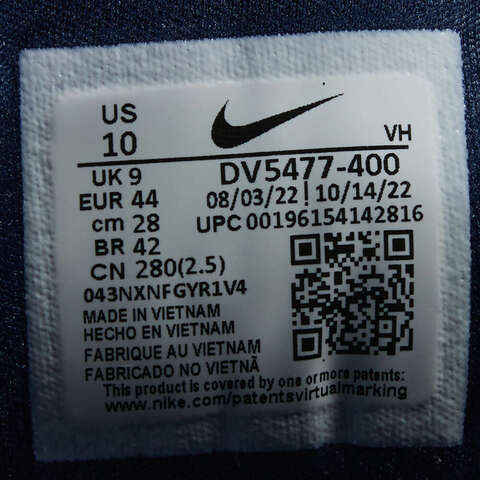 US
10
UK 9
EUR 44
cm 28
BR 42
CN 280(2.5)
VH
DV5477-400
08/03/22 | 10/14/22
UPC 00196154142816
043NXNFGYR1V4
MADE IN VIETNAM
HECHO EN VIETNAM
FABRIQUE AU VIETNAM
FABRICADO NO VIETNÃ
This product is covered by one or more patents:
www.nike.com/patentsvirtualmarking